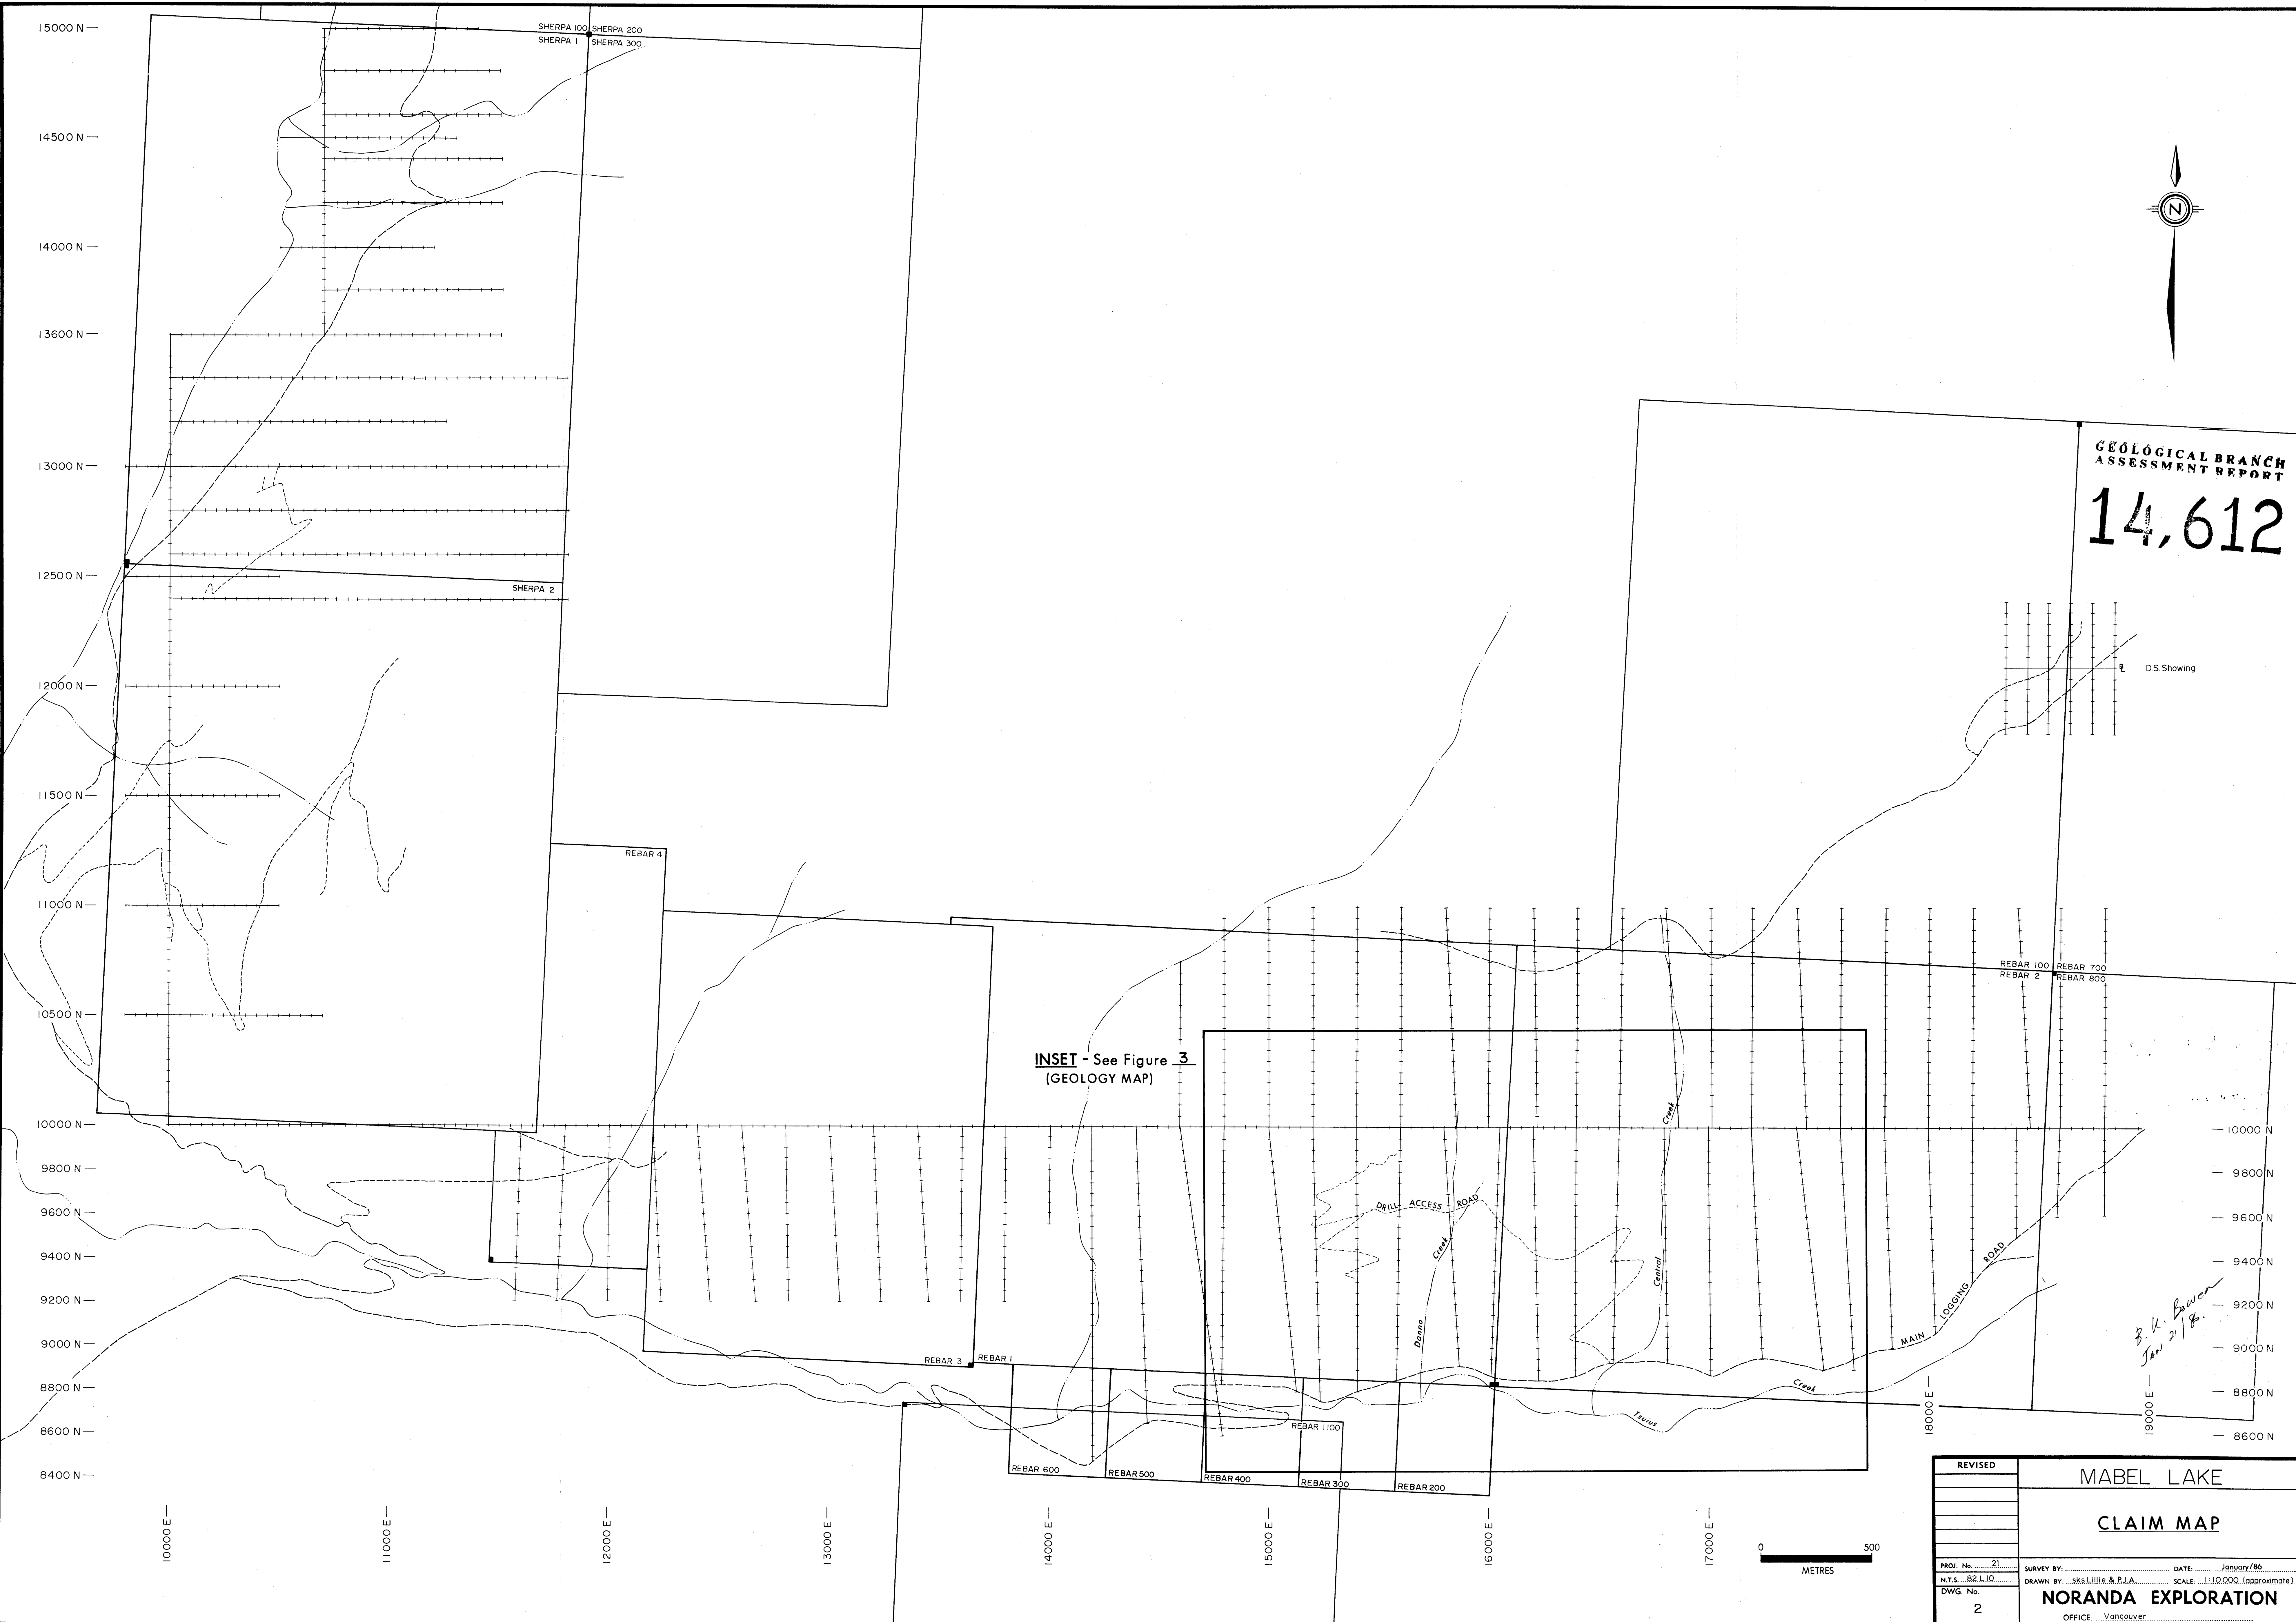 15000 N
14500 N
14000 N
13600 N
13000 N
12500 N
12000 N
11500 N
11000 N
10500 N
10000 N
9800 N
9600 N
9400 N
9200 N
9000 N
8800 N
8600 N
8400 N
SHERPA 100
SHERPA 200
SHERPA 1
SHERPA 300
SHERPA 2
N
GEOLOGICAL BRANCH
ASSESSMENT REPORT
14,612
D.S. Showing
REBAR 4
REBAR 100
REBAR 700
REBAR 2
REBAR 800
INSET - See Figure 3
(GEOLOGY MAP)
Creek
DRILL ACCESS ROAD
Creek
Central
Danno
MAIN LOGGING ROAD
Creek
Tsuius
REBAR 3
REBAR 1
REBAR 1100
REBAR 600
REBAR 500
REBAR 400
REBAR 300
REBAR 200
10000 N
9800 N
9600 N
9400 N
9200 N
9000 N
8800 N
8600 N
B. K. Bowen
JAN 21/86
10000 E
11000 E
12000 E
13000 E
14000 E
15000 E
16000 E
17000 E
18000 E
19000 E
0 500
METRES
REVISED
MABEL LAKE
CLAIM MAP
PROJ. No. 21
SURVEY BY: DATE: January/86
N.T.S. 82 L10
DRAWN BY: sks Lillie & P.J.A. SCALE: 1:10 000 (approximate)
DWG. No.
2
NORANDA EXPLORATION
OFFICE: Vancouver